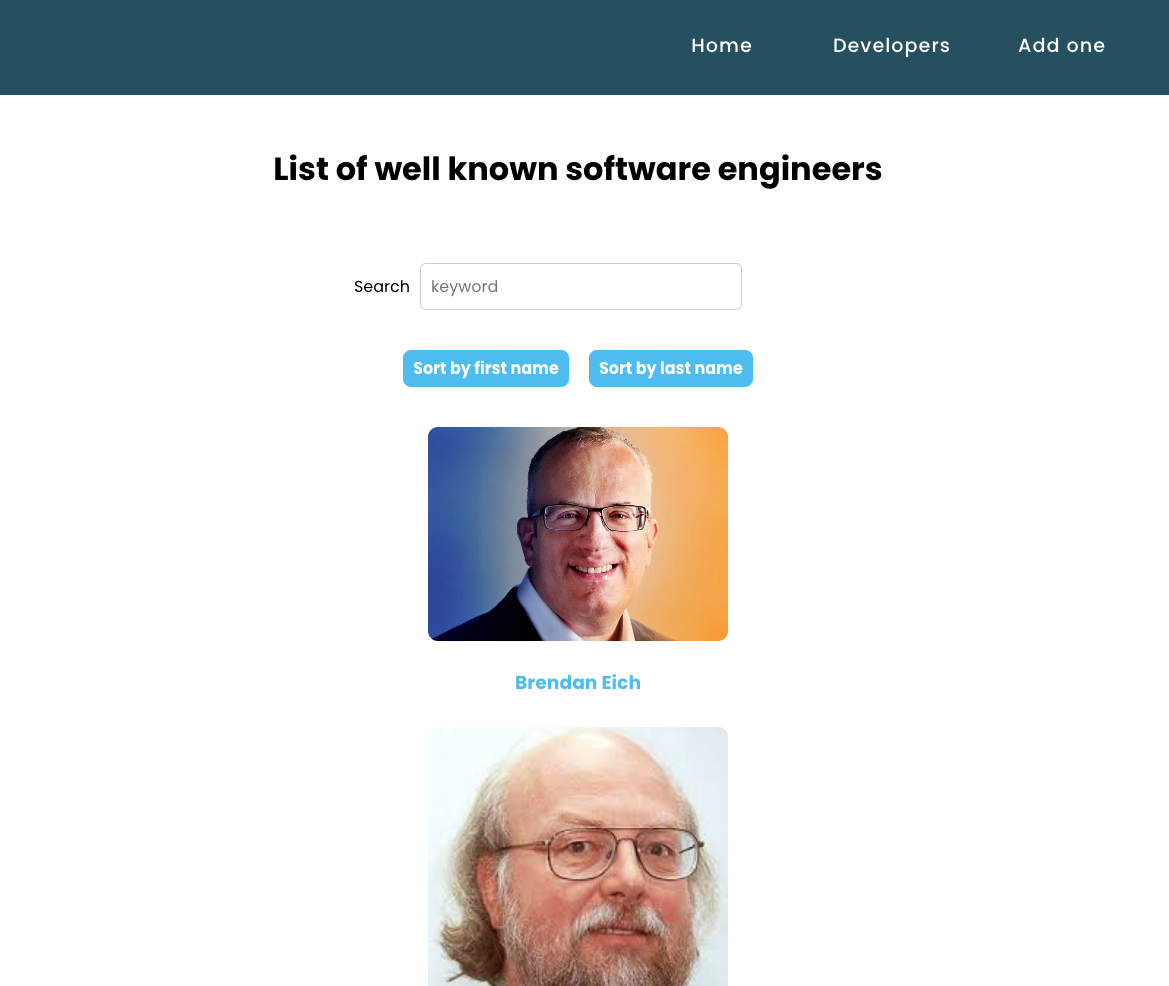 Home Developers Add one
List of well known software engineers
Search keyword
Sort by first name Sort by last name
Brendan Eich